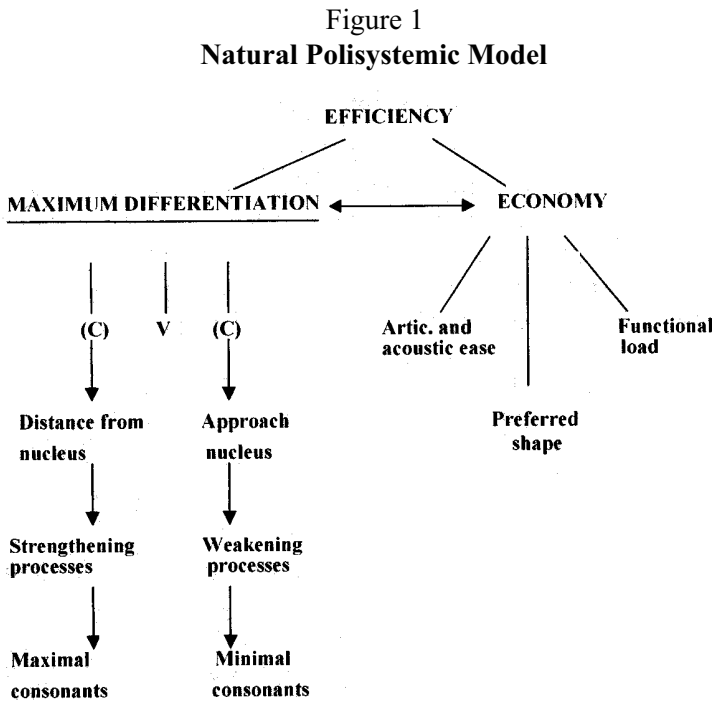 Figure 1
Natural Polisystemic Model
EFFICIENCY
MAXIMUM DIFFERENTIATION
ECONOMY
(C) V (C)
Artic. and
acoustic ease
Functional
load
Distance from
nucleus
Approach
nucleus
Preferred
shape
Strengthening
processes
Weakening
processes
Maximal
consonants
Minimal
consonants